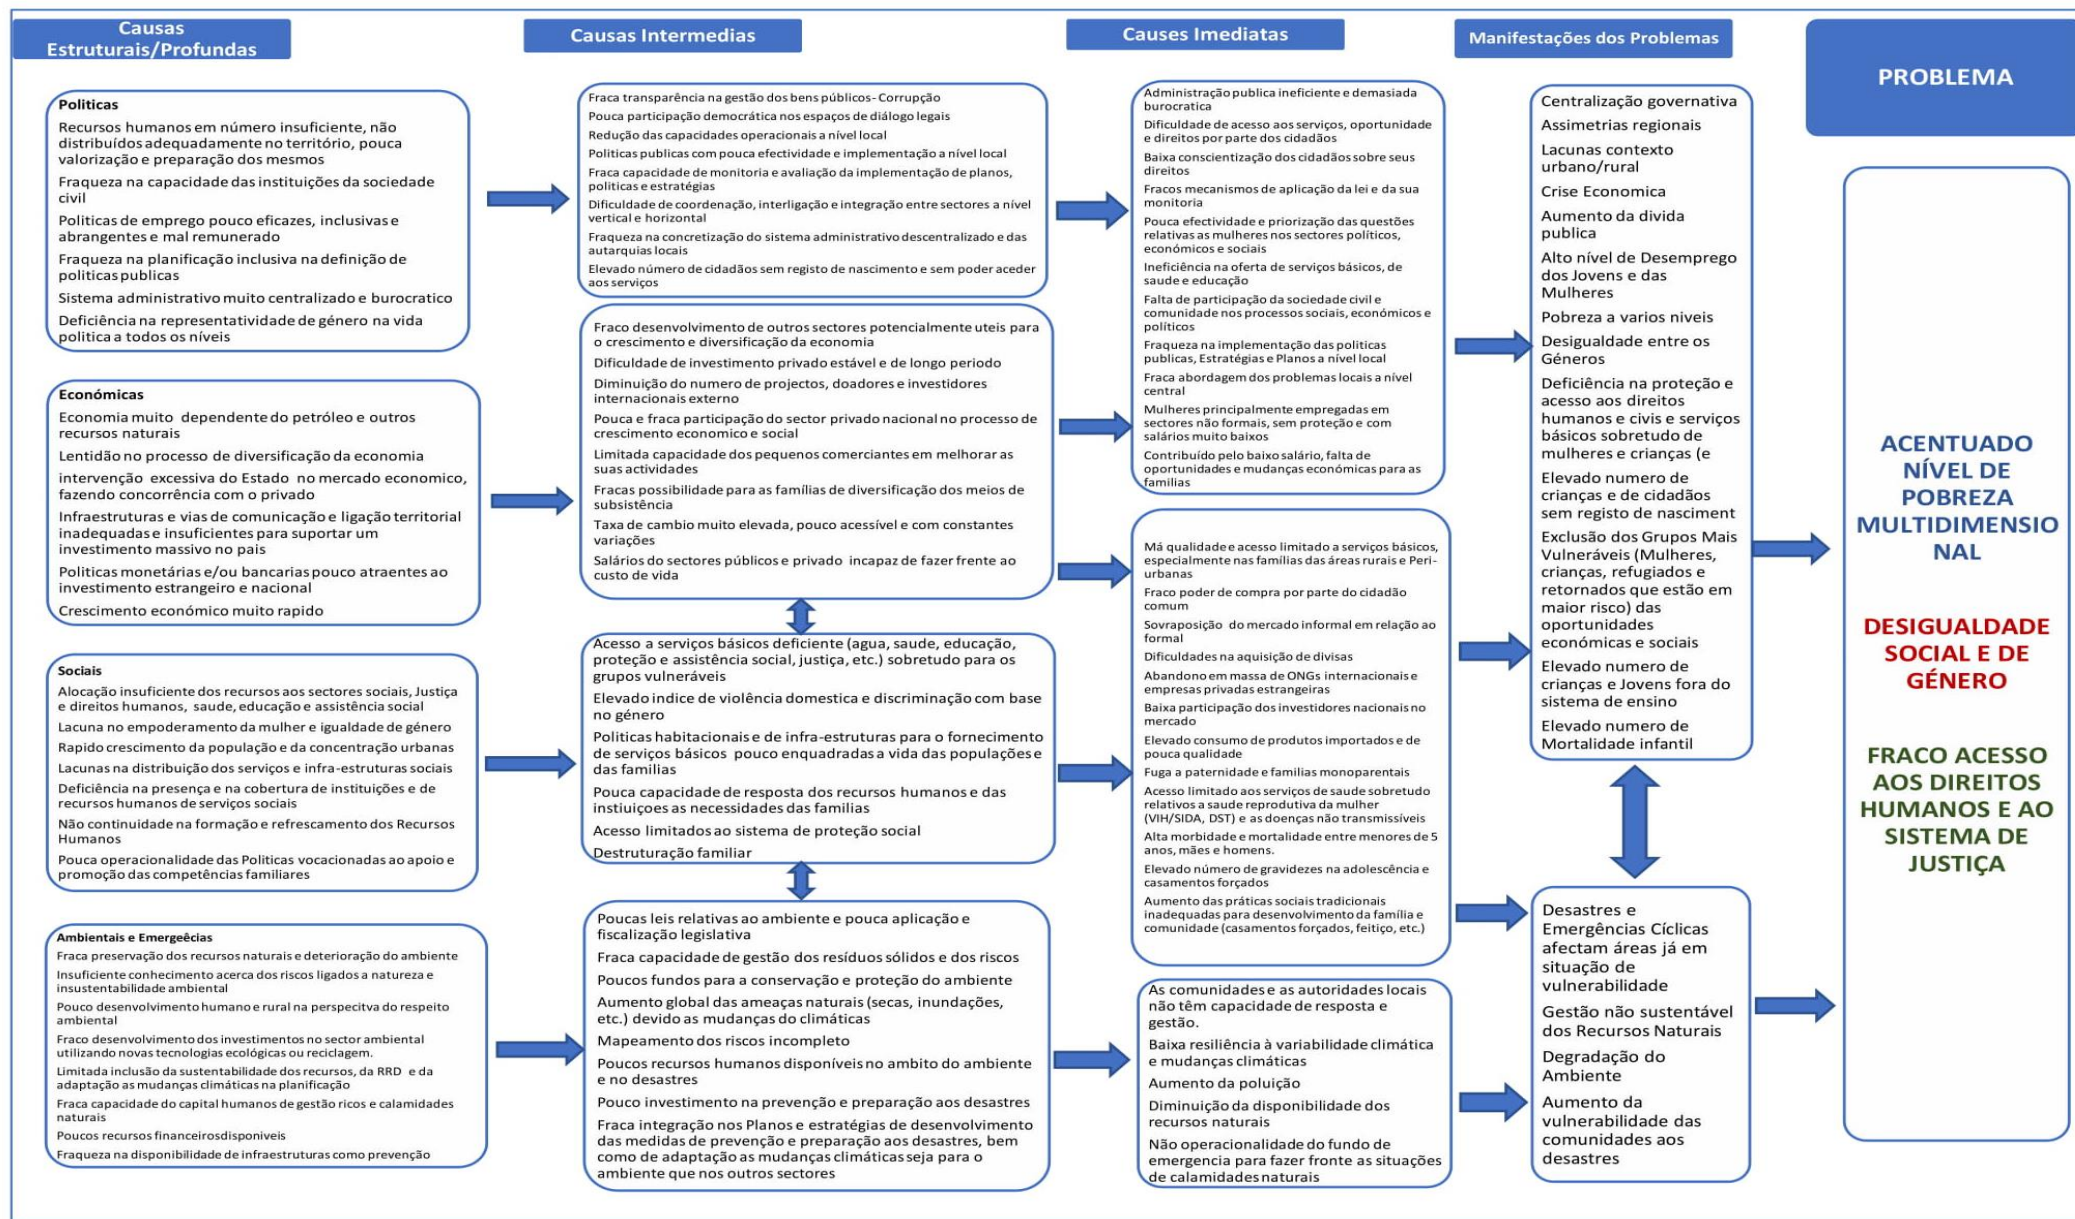 Causas
Estruturais/Profundas
Causas Intermedias
Causes Imediatas
Manifestações dos Problemas
PROBLEMA
Politicas
Recursos humanos em número insuficiente, não
distribuídos adequadamente no território, pouca
valorização e preparação dos mesmos
Fraqueza na capacidade das instituições da sociedade
civil
Politicas de emprego pouco eficazes, inclusivas e
abrangentes e mal remunerado
Fraqueza na planificação inclusiva na definição de
politicas publicas
Sistema administrativo muito centralizado e burocratico
Deficiência na representatividade de género na vida
politica a todos os níveis
Económicas
Economia muito dependente do petróleo e outros
recursos naturais
Lentidão no processo de diversificação da economia
intervenção excessiva do Estado no mercado economico,
fazendo concorrência com o privado
Infraestruturas e vias de comunicação e ligação territorial
inadequadas e insuficientes para suportar um
investimento massivo no pais
Politicas monetárias e/ou bancarias pouco atraentes ao
investimento estrangeiro e nacional
Crescimento económico muito rapido
Sociais
Alocação insuficiente dos recursos aos sectores sociais, Justiça
e direitos humanos, saude, educação e assistência social
Lacuna no empoderamento da mulher e igualdade de género
Rapido crescimento da população e da concentração urbanas
Lacunas na distribuição dos serviços e infra-estruturas sociais
Deficiência na presença e na cobertura de instituições e de
recursos humanos de serviços sociais
Não continuidade na formação e refrescamento dos Recursos
Humanos
Pouca operacionalidade das Politicas vocacionadas ao apoio e
promoção das competências familiares
Ambientais e Emergeêcias
Fraca preservação dos recursos naturais e deterioração do ambiente
Insuficiente conhecimento acerca dos riscos ligados a natureza e
insustentabilidade ambiental
Pouco desenvolvimento humano e rural na perspecitva do respeito
ambiental
Fraco desenvolvimento dos investimentos no sector ambiental
utilizando novas tecnologias ecológicas ou reciclagem.
Limitada inclusão da sustentabilidade dos recursos, da RRD e da
adaptação as mudanças climáticas na planificação
Fraca capacidade do capital humanos de gestão ricos e calamidades
naturais
Poucos recursos financeirosdisponiveis
Fraqueza na disponibilidade de infraestruturas como prevenção
Fraca transparência na gestão dos bens públicos- Corrupção
Pouca participação democrática nos espaços de diálogo legais
Redução das capacidades operacionais a nível local
Politicas publicas com pouca efectividade e implementação a nível local
Fraca capacidade de monitoria e avaliação da implementação de planos,
politicas e estratégias
Dificuldade de coordenação, interligação e integração entre sectores a nível
vertical e horizontal
Fraqueza na concretização do sistema administrativo descentralizado e das
autarquias locais
Elevado número de cidadãos sem registo de nascimento e sem poder aceder
aos serviços
Fraco desenvolvimento de outros sectores potencialmente uteis para
o crescimento e diversificação da economia
Dificuldade de investimento privado estável e de longo periodo
Diminuição do numero de projectos, doadores e investidores
internacionais externo
Pouca e fraca participação do sector privado nacional no processo de
crescimento economico e social
Limitada capacidade dos pequenos comerciantes em melhorar as
suas actividades
Fracas possibilidade para as famílias de diversificação dos meios de
subsistência
Taxa de cambio muito elevada, pouco acessível e com constantes
variações
Salários do sectores públicos e privado incapaz de fazer frente ao
custo de vida
Acesso a serviços básicos deficiente (agua, saude, educação,
proteção e assistência social, justiça, etc.) sobretudo para os
grupos vulneráveis
Elevado indice de violência domestica e discriminação com base
no género
Politicas habitacionais e de infra-estruturas para o fornecimento
de serviços básicos pouco enquadradas a vida das populações e
das familias
Pouca capacidade de resposta dos recursos humanos e das
instiuiçoes as necessidades das familias
Acesso limitados ao sistema de proteção social
Destruturação familiar
Poucas leis relativas ao ambiente e pouca aplicação e
fiscalização legislativa
Fraca capacidade de gestão dos resíduos sólidos e dos riscos
Poucos fundos para a conservação e proteção do ambiente
Aumento global das ameaças naturais (secas, inundações,
etc.) devido as mudanças do climáticas
Mapeamento dos riscos incompleto
Poucos recursos humanos disponíveis no ambito do ambiente
e no desastres
Pouco investimento na prevenção e preparação aos desastres
Fraca integração nos Planos e estratégias de desenvolvimento
das medidas de prevenção e preparação aos desastres, bem
como de adaptação as mudanças climáticas seja para o
ambiente que nos outros sectores
Administração publica ineficiente e demasiada
burocratica
Dificuldade de acesso aos serviços, oportunidade
e direitos por parte dos cidadãos
Baixa conscientização dos cidadãos sobre seus
direitos
Fracos mecanismos de aplicação da lei e da sua
monitoria
Pouca efectividade e priorização das questões
relativas as mulheres nos sectores políticos,
económicos e sociais
Ineficiência na oferta de serviços básicos, de
saude e educação
Falta de participação da sociedade civil e
comunidade nos processos sociais, económicos e
políticos
Fraqueza na implementação das politicas
publicas, Estratégias e Planos a nível local
Fraca abordagem dos problemas locais a nível
central
Mulheres principalmente empregadas em
sectores não formais, sem proteção e com
salários muito baixos
Contribuído pelo baixo salário, falta de
oportunidades e mudanças económicas para as
familias
Má qualidade e acesso limitado a serviços básicos,
especialmente nas famílias das áreas rurais e Peri-
urbanas
Fraco poder de compra por parte do cidadão
comum
Sovraposição do mercado informal em relação ao
formal
Dificuldades na aquisição de divisas
Abandono em massa de ONGs internacionais e
empresas privadas estrangeiras
Baixa participação dos investidores nacionais no
mercado
Elevado consumo de produtos importados e de
pouca qualidade
Fuga a paternidade e familias monoparentais
Acesso limitado aos serviços de saude sobretudo
relativos a saude reprodutiva da mulher
(VIH/SIDA, DST) e as doenças não transmissíveis
Alta morbidade e mortalidade entre menores de 5
anos, mães e homens.
Elevado número de gravidezes na adolescência e
casamentos forçados
Aumento das práticas sociais tradicionais
inadequadas para desenvolvimento da família e
comunidade (casamentos forçados, feitiço, etc.)
As comunidades e as autoridades locais
não têm capacidade de resposta e
gestão.
Baixa resiliência à variabilidade climática
e mudanças climáticas
Aumento da poluição
Diminuição da disponibilidade dos
recursos naturais
Não operacionalidade do fundo de
emergencia para fazer fronte as situações
de calamidades naturais
Centralização governativa
Assimetrias regionais
Lacunas contexto
urbano/rural
Crise Economica
Aumento da divida
publica
Alto nível de Desemprego
dos Jovens e das
Mulheres
Pobreza a varios niveis
Desigualdade entre os
Géneros
Deficiência na proteção e
acesso aos direitos
humanos e civis e serviços
básicos sobretudo de
mulheres e crianças (e
Elevado numero de
crianças e de cidadãos
sem registo de nasciment
Exclusão dos Grupos Mais
Vulneráveis (Mulheres,
crianças, refugiados e
retornados que estão em
maior risco) das
oportunidades
económicas e sociais
Elevado numero de
crianças e Jovens fora do
sistema de ensino
Elevado numero de
Mortalidade infantil
Desastres e
Emergências Cíclicas
afectam áreas já em
situação de
vulnerabilidade
Gestão não sustentável
dos Recursos Naturais
Degradação do
Ambiente
Aumento da
vulnerabilidade das
comunidades aos
desastres
ACENTUADO
NÍVEL DE
POBREZA
MULTIDIMENSIO
NAL
DESIGUALDADE
SOCIAL E DE
GÉNERO
FRACO ACESSO
AOS DIREITOS
HUMANOS E AO
SISTEMA DE
JUSTIÇA